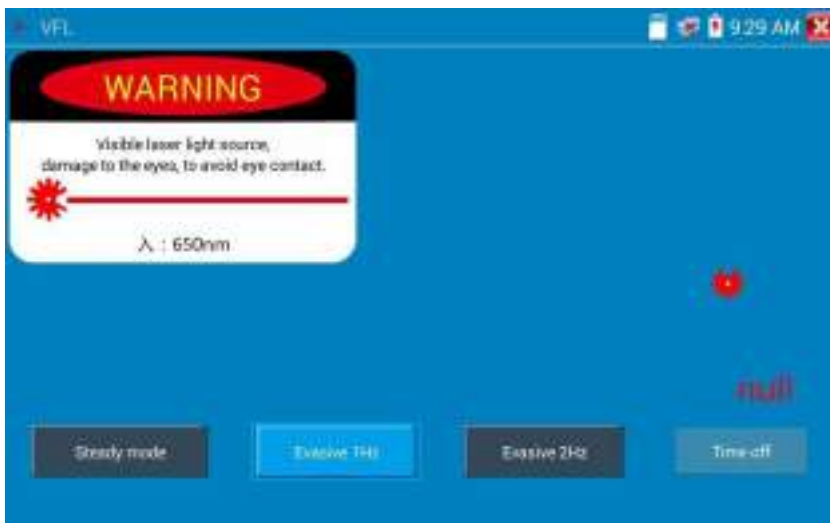 VFL
9:29 AM
WARNING
Visible laser light source,
damage to the eyes, to avoid eye contact.
入 : 650nm
null
Steady mode
Evasive 1Hz
Evasive 2Hz
Time off